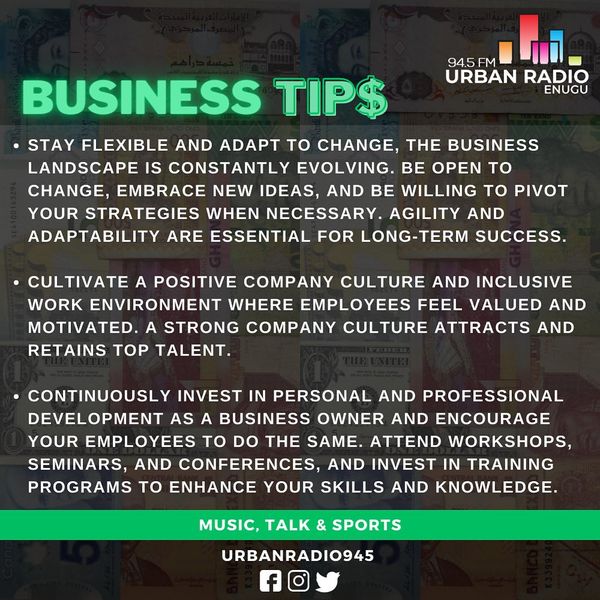 94.5 FM
URBAN RADIO
ENUGU
BUSINESS TIP$
• STAY FLEXIBLE AND ADAPT TO CHANGE, THE BUSINESS
LANDSCAPE IS CONSTANTLY EVOLVING. BE OPEN TO
CHANGE, EMBRACE NEW IDEAS, AND BE WILLING TO PIVOT
YOUR STRATEGIES WHEN NECESSARY. AGILITY AND
ADAPTABILITY ARE ESSENTIAL FOR LONG-TERM SUCCESS.
• CULTIVATE A POSITIVE COMPANY CULTURE AND INCLUSIVE
WORK ENVIRONMENT WHERE EMPLOYEES FEEL VALUED AND
MOTIVATED. A STRONG COMPANY CULTURE ATTRACTS AND
RETAINS TOP TALENT.
• CONTINUOUSLY INVEST IN PERSONAL AND PROFESSIONAL
DEVELOPMENT AS A BUSINESS OWNER AND ENCOURAGE
YOUR EMPLOYEES TO DO THE SAME. ATTEND WORKSHOPS,
SEMINARS, AND CONFERENCES, AND INVEST IN TRAINING
PROGRAMS TO ENHANCE YOUR SKILLS AND KNOWLEDGE.
MUSIC, TALK & SPORTS
URBANRADIO945